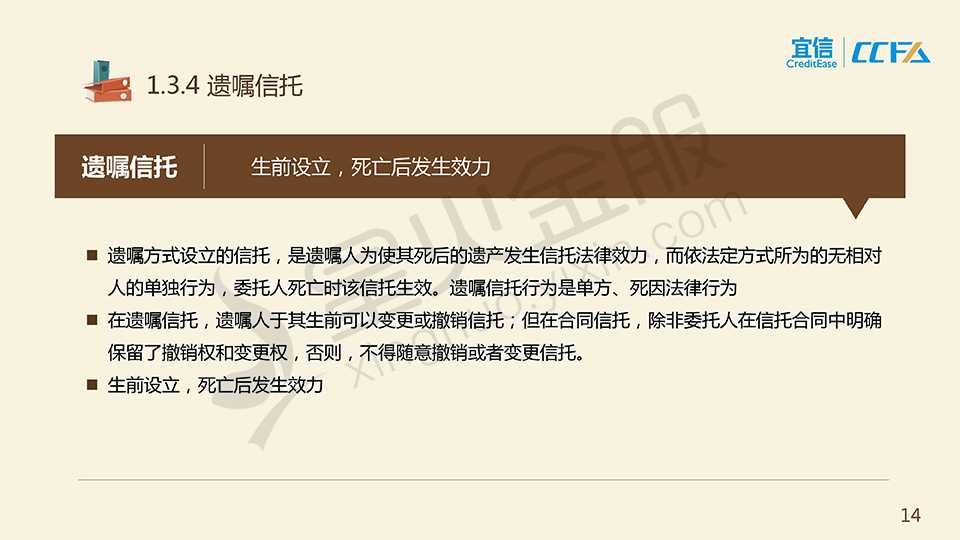 宜信
CreditEase
CCFA
1.3.4 遗嘱信托
遗嘱信托
生前设立，死亡后发生效力
遗嘱方式设立的信托，是遗嘱人为使其死后的遗产发生信托法律效力，而依法定方式所为的无相对
人的单独行为，委托人死亡时该信托生效。遗嘱信托行为是单方、死因法律行为
在遗嘱信托，遗嘱人于其生前可以变更或撤销信托；但在合同信托，除非委托人在信托合同中明确
保留了撤销权和变更权，否则，不得随意撤销或者变更信托。
生前设立，死亡后发生效力
星火金服
xinghuo.yixin.com
14